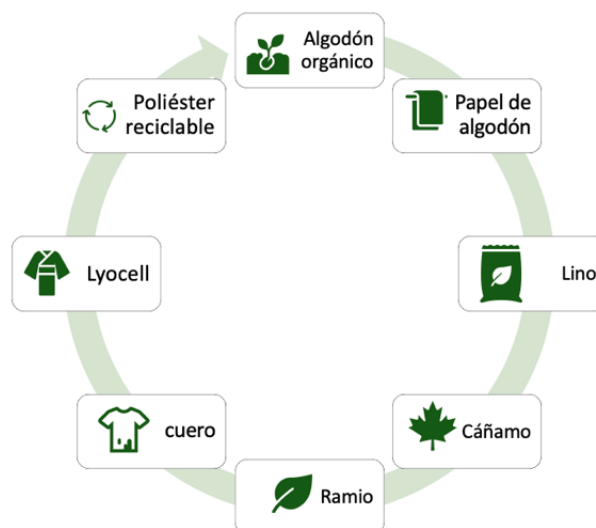 Algodón
orgánico
Papel de
algodón
Lino
Cáñamo
Ramio
cuero
Lyocell
Poliéster
reciclable